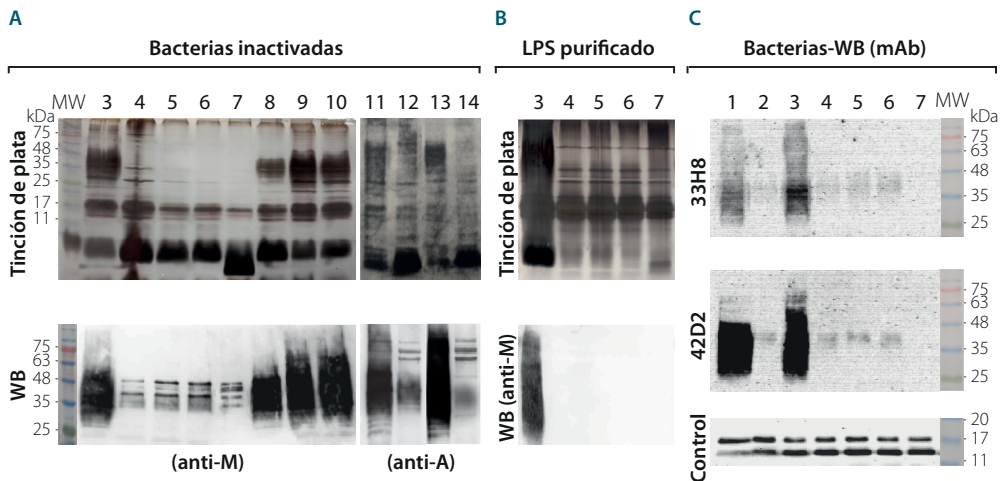 A
Bacterias inactivadas
MW 3 4 5 6 7 8 9 10 11 12 13 14
kDa
75
48
35
25
17
11
Tinción de plata
75
63
48
35
25
WB
(anti-M) (anti-A)
B
LPS purificado
3 4 5 6 7
Tinción de plata
WB (anti-M)
C
Bacterias-WB (mAb)
1 2 3 4 5 6 7 MW
kDa
33H8
75
63
48
35
25
42D2
75
63
48
35
25
Control
20
17
11